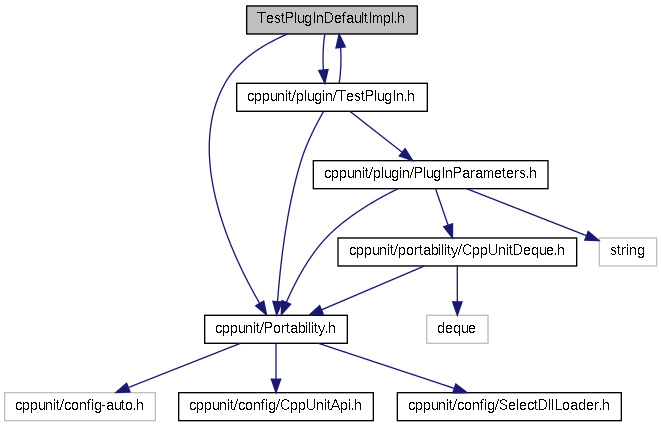 TestPlugInDefaultImpl.h
cppunit/plugin/TestPlugIn.h
cppunit/plugin/PlugInParameters.h
cppunit/portability/CppUnitDeque.h
string
cppunit/Portability.h
deque
cppunit/config-auto.h
cppunit/config/CppUnitApi.h
cppunit/config/SelectDllLoader.h